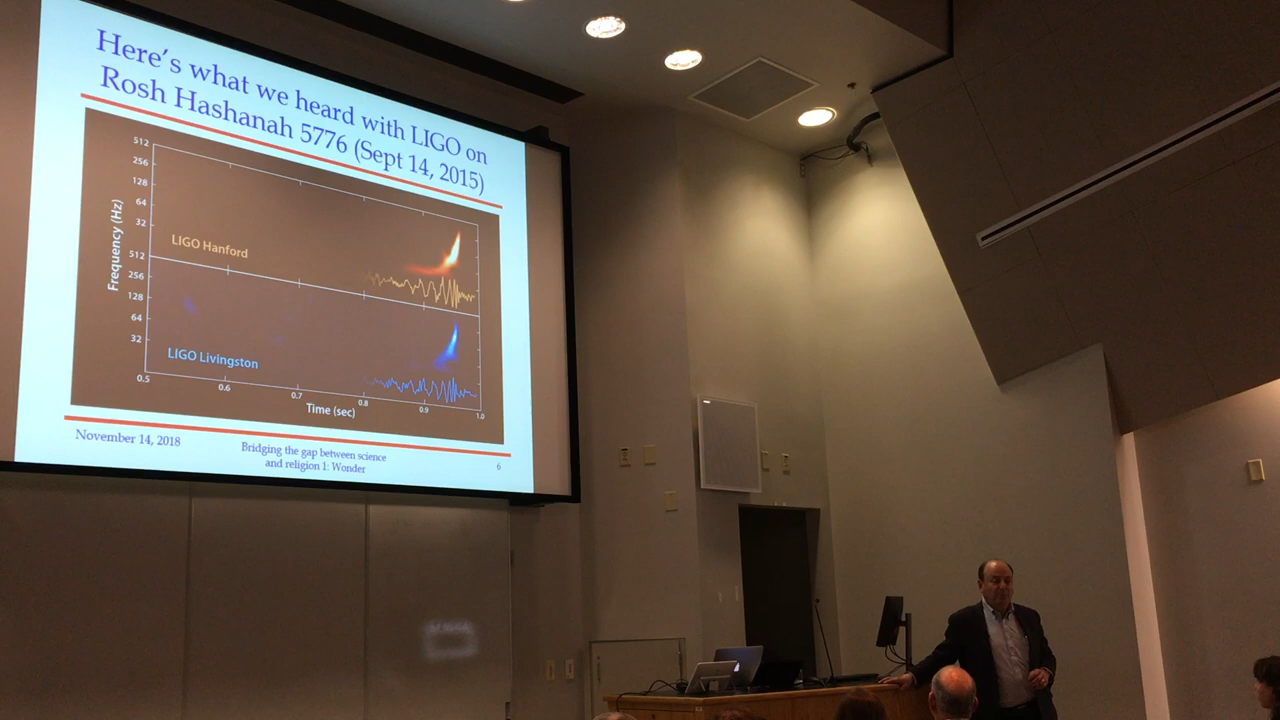 Here's what we heard with LIGO on
Rosh Hashanah 5776 (Sept 14, 2015)
512
256
128
64
32
LIGO Hanford
Frequency (Hz)
512
256
128
64
32
LIGO Livingston
0.5
0.6
0.7
0.8
0.9
1.0
Time (sec)
November 14, 2018
Bridging the gap between science
and religion 1: Wonder
6